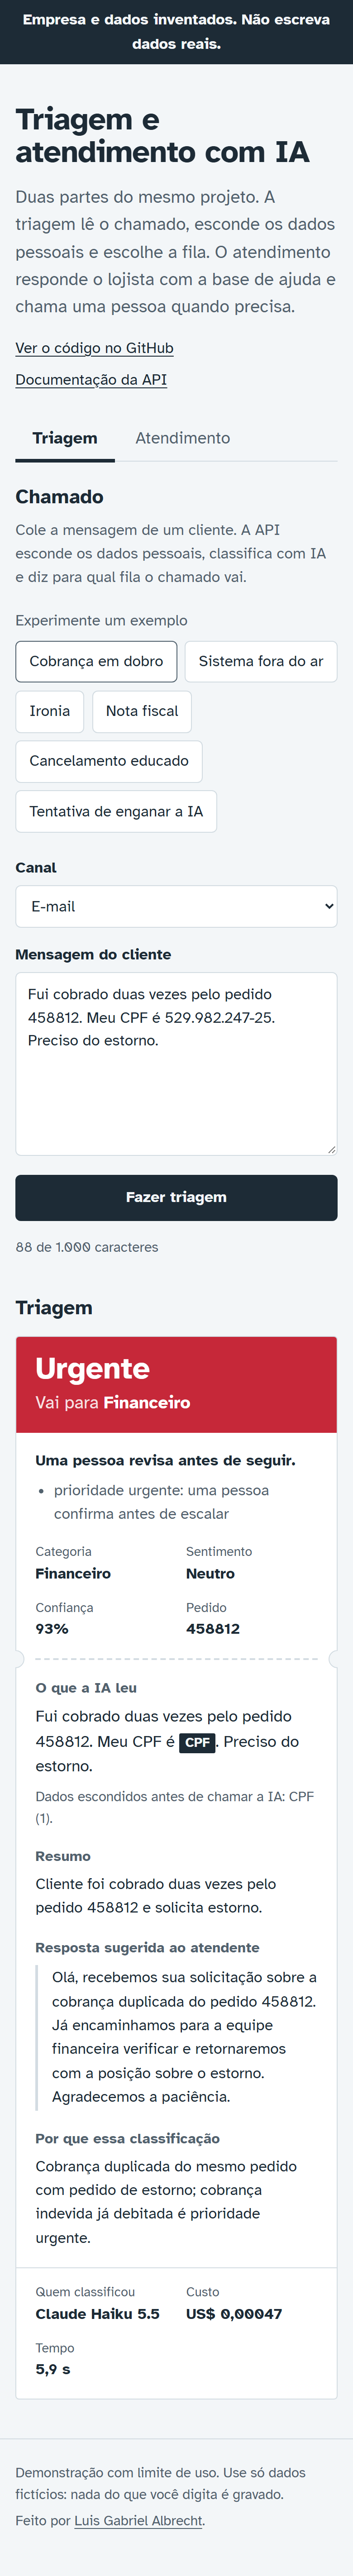 Empresa e dados inventados. Não escreva
dados reais.
Triagem e
atendimento com IA
Duas partes do mesmo projeto. A
triagem lê o chamado, esconde os dados
pessoais e escolhe a fila. O atendimento
responde o lojista com a base de ajuda e
chama uma pessoa quando precisa.
Ver o código no GitHub
Documentação da API
Triagem Atendimento
Chamado
Cole a mensagem de um cliente. A API
esconde os dados pessoais, classifica com IA
e diz para qual fila o chamado vai.
Experimente um exemplo
Cobrança em dobro Sistema fora do ar
Ironia Nota fiscal
Cancelamento educado
Tentativa de enganar a IA
Canal
E-mail
Mensagem do cliente
Fui cobrado duas vezes pelo pedido
458812. Meu CPF é 529.982.247-25.
Preciso do estorno.
Fazer triagem
88 de 1.000 caracteres
Triagem
Urgente
Vai para Financeiro
Uma pessoa revisa antes de seguir.
• prioridade urgente: uma pessoa
confirma antes de escalar
Categoria Sentimento
Financeiro Neutro
Confiança Pedido
93% 458812
O que a IA leu
Fui cobrado duas vezes pelo pedido
458812. Meu CPF é CPF. Preciso do
estorno.
Dados escondidos antes de chamar a IA: CPF
(1).
Resumo
Cliente foi cobrado duas vezes pelo
pedido 458812 e solicita estorno.
Resposta sugerida ao atendente
Olá, recebemos sua solicitação sobre a
cobrança duplicada do pedido 458812.
Já encaminhamos para a equipe
financeira verificar e retornaremos
com a posição sobre o estorno.
Agradecemos a paciência.
Por que essa classificação
Cobrança duplicada do mesmo pedido
com pedido de estorno; cobrança
indevida já debitada é prioridade
urgente.
Quem classificou Custo
Claude Haiku 5.5 US$ 0,00047
Tempo
5,9 s
Demonstração com limite de uso. Use só dados
fictícios: nada do que você digita é gravado.
Feito por Luis Gabriel Albrecht.